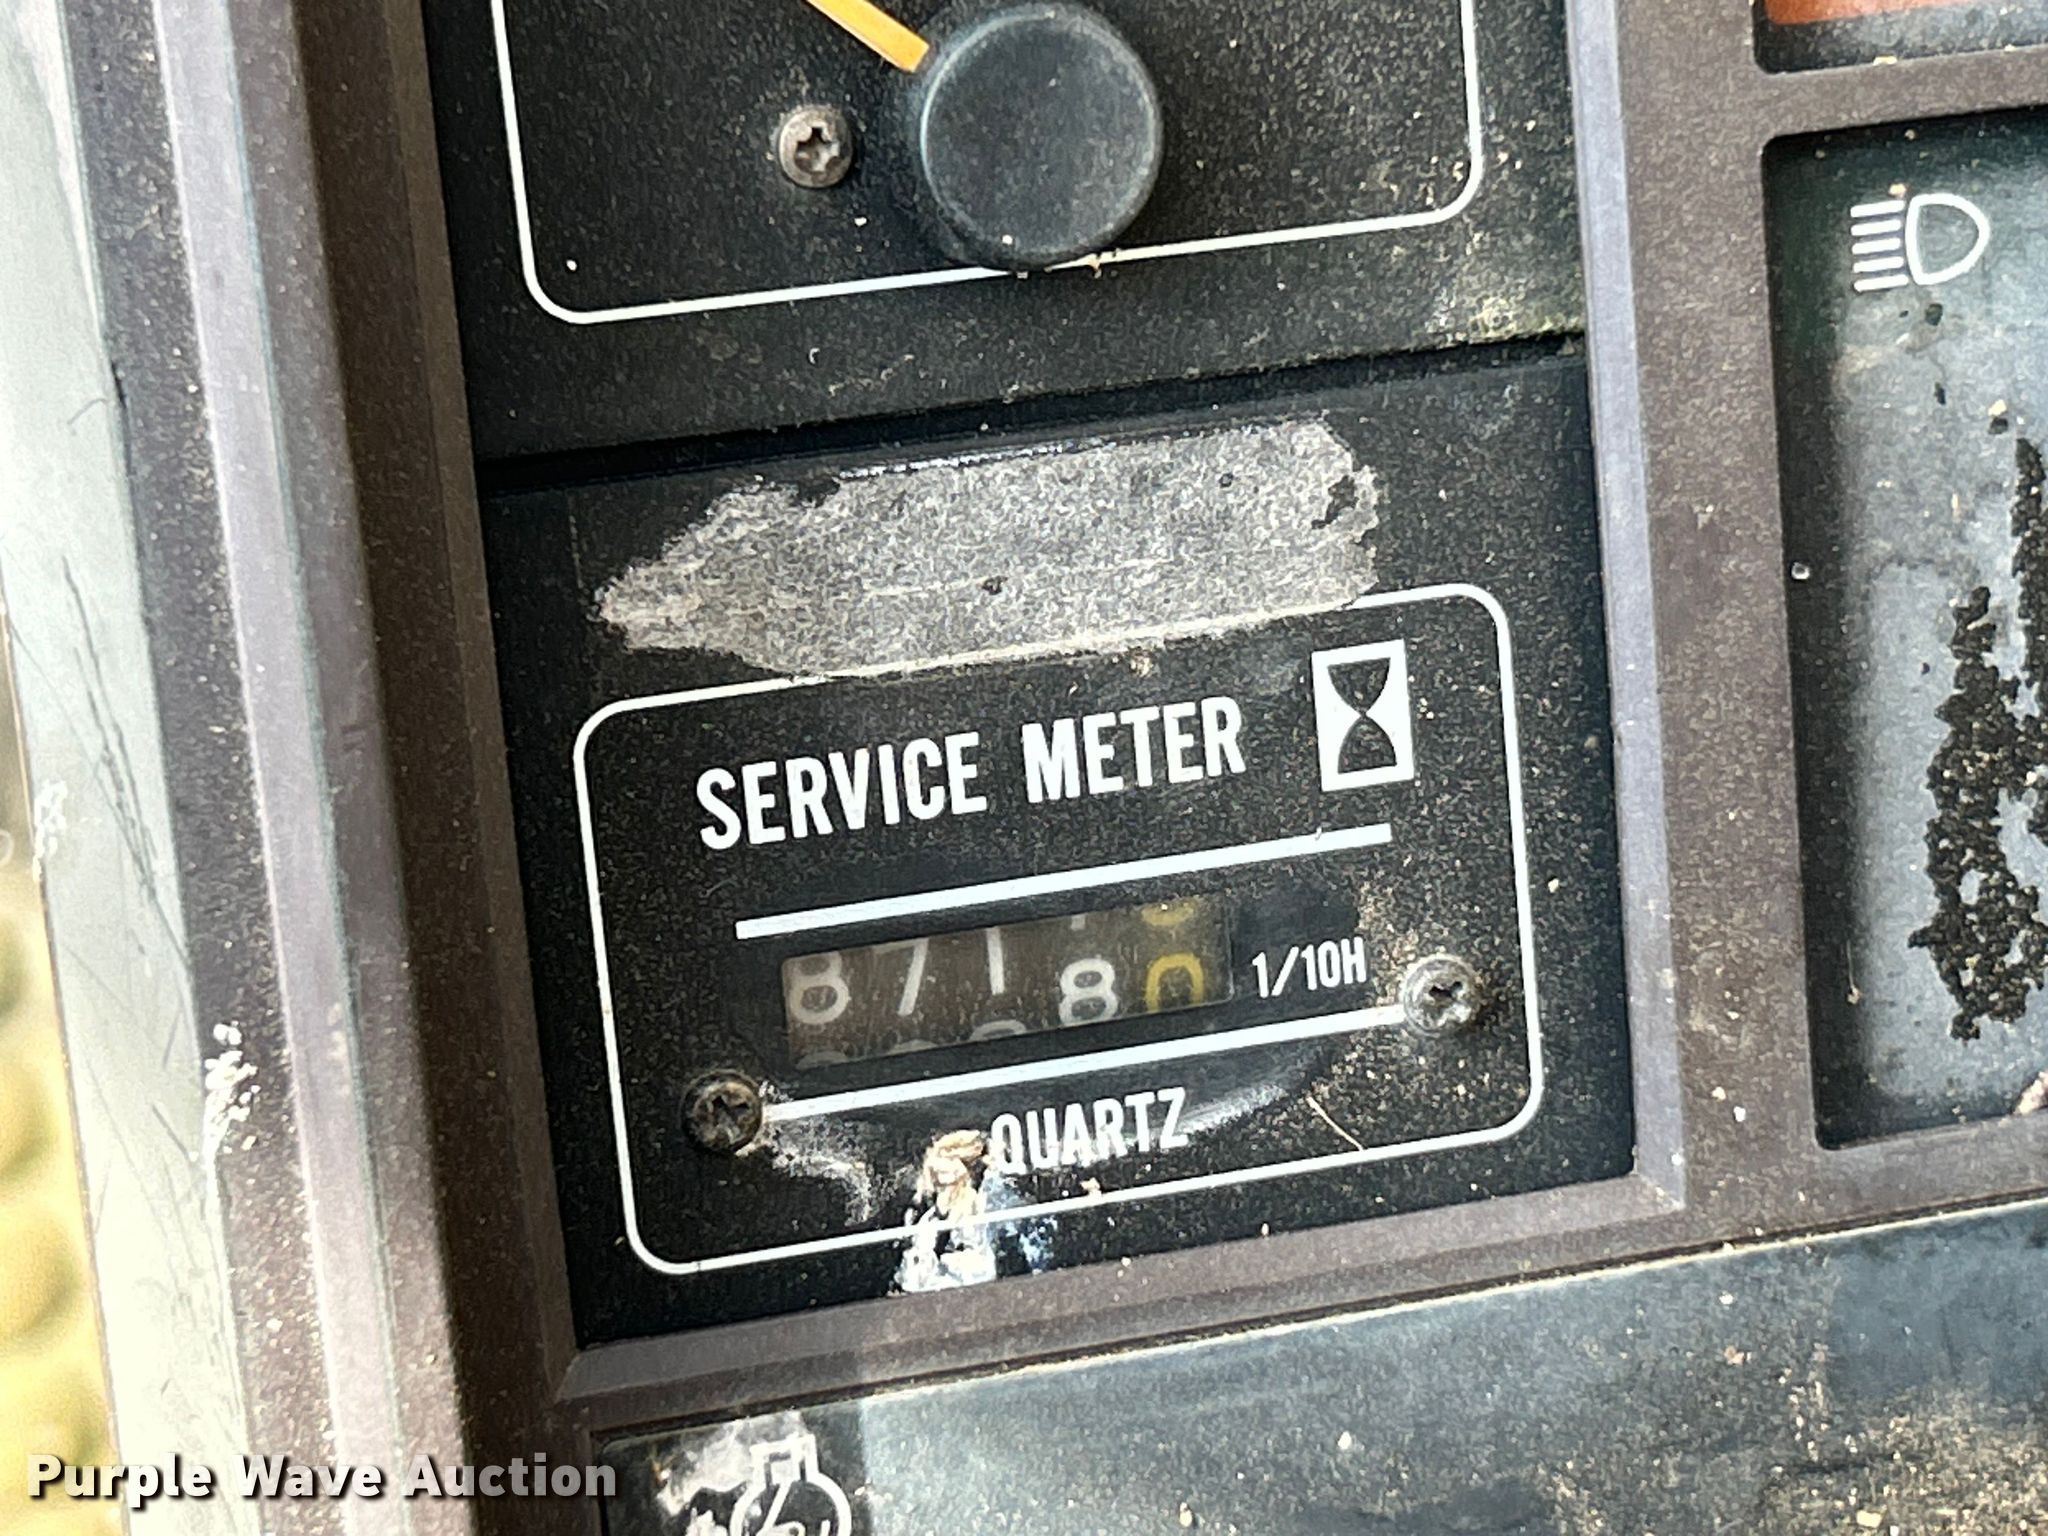 SERVICE METER
87180 1/10H
QUARTZ
Purple Wave Auction